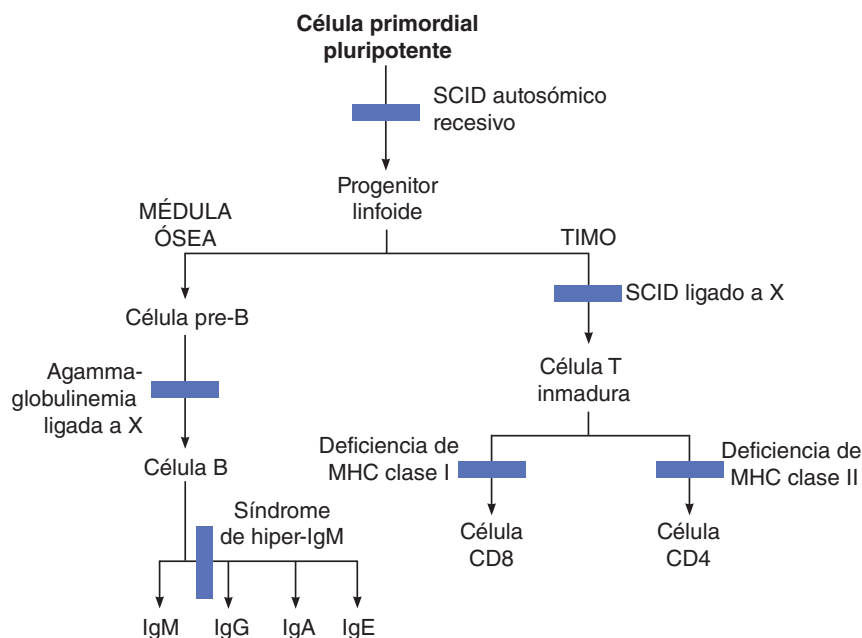 Célula primordial
pluripotente
SCID autosómico
recesivo
Progenitor
linfoide
MÉDULA
ÓSEA
TIMO
Célula pre-B
SCID ligado a X
Agamma-
globulinemia
ligada a X
Célula T
inmadura
Célula B
Deficiencia de
MHC clase I
Deficiencia de
MHC clase II
Síndrome
de hiper-IgM
Célula
CD8
Célula
CD4
IgM IgG IgA IgE